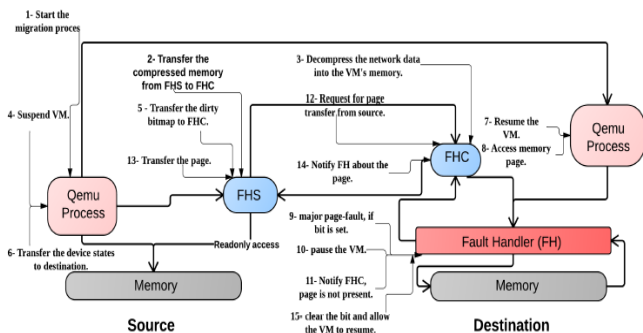 1- Start the
migration proces
2- Transfer the
compressed memory
from FHS to FHC
3- Decompress the network data
into the VM's memory.
4- Suspend VM.
5 - Transfer the dirty
bitmap to FHC.
12- Request for page
transfer from source.
7- Resume the
VM.
8- Access memory
page.
Qemu
Process
13- Transfer the page.
14- Notify FH about the
page.
FHC
Qemu
Process
FHS
9- major page-fault, if
bit is set.
Readonly access
Fault Handler (FH)
6- Transfer the device states
to destination.
10- pause the VM.
Memory
11- Notify FHC,
page is not present.
Memory
15- clear the bit and allow
the VM to resume.
Source
Destination